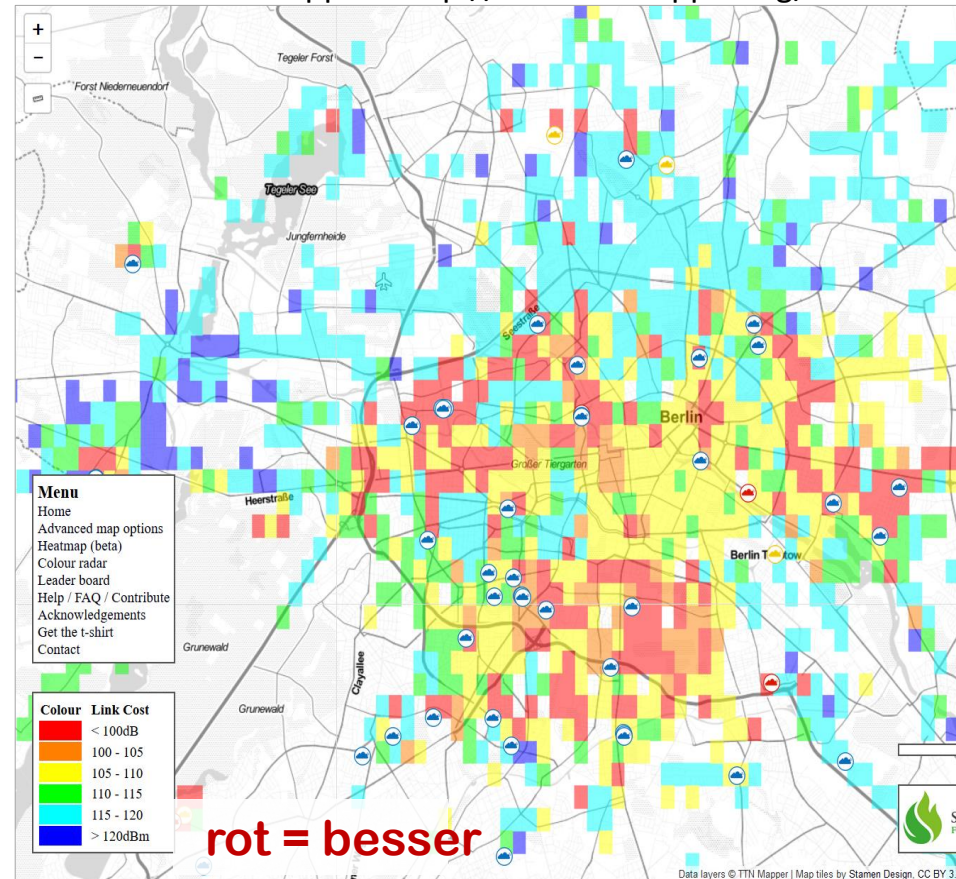 +
−
Tegeler Forst
Forst Niederneuendorf
Tegeler See
Jungfernheide
Seestraße
Berlin
Großer Tiergarten
Heerstraße
Menu
Home
Advanced map options
Heatmap (beta)
Colour radar
Leader board
Help / FAQ / Contribute
Acknowledgements
Get the t-shirt
Contact
Berlin
Grunewald
Clayallee
Grunewald
Colour Link Cost
< 100dB
100 - 105
105 - 110
110 - 115
115 - 120
> 120dBm
rot = besser
Data layers © TTN Mapper | Map tiles by Stamen Design, CC BY 3.